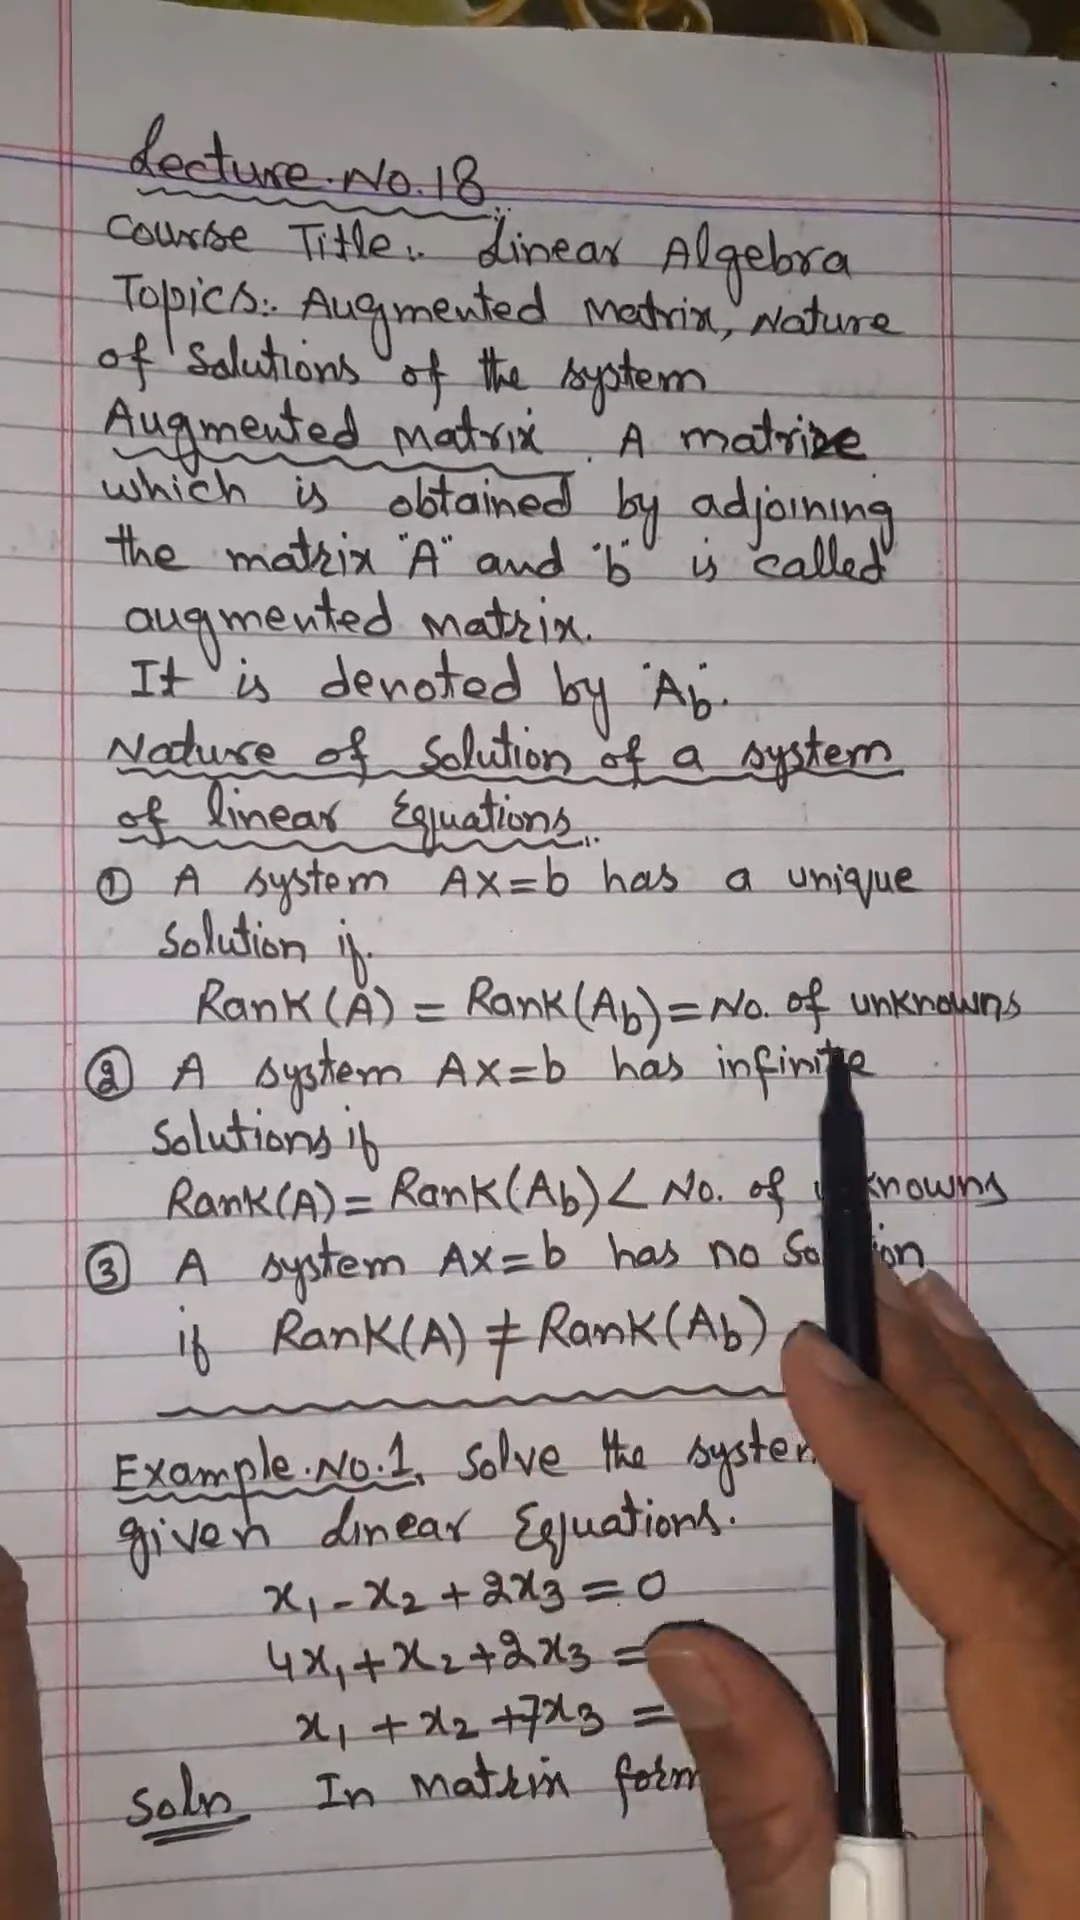 Lecture.No.18
Course Title:. Linear Algebra
Topics:. Augmented Matrix, Nature
of Solutions of the system
Augmented Matrix. A matrix
which is obtained by adjoining
the matrix "A" and "b" is called
augmented matrix.
It is denoted by "Ab".
Nature of Solution of a system
of linear Equations.
① A system AX=b has a unique
Solution if.
Rank(A) = Rank(Ab) = No. of unknowns
② A system AX=b has infinite
Solutions if
Rank(A) = Rank(Ab) < No. of knowns
③ A system AX=b has no
if Rank(A) ≠ Rank(Ab)
Example.No.1. Solve the
given Linear Equations.
x₁ - x₂ + 2x₃ = 0
4x₁ + x₂ + 2x₃ =
x₁ + x₂ + 7x₃ =
Soln In Matrix form